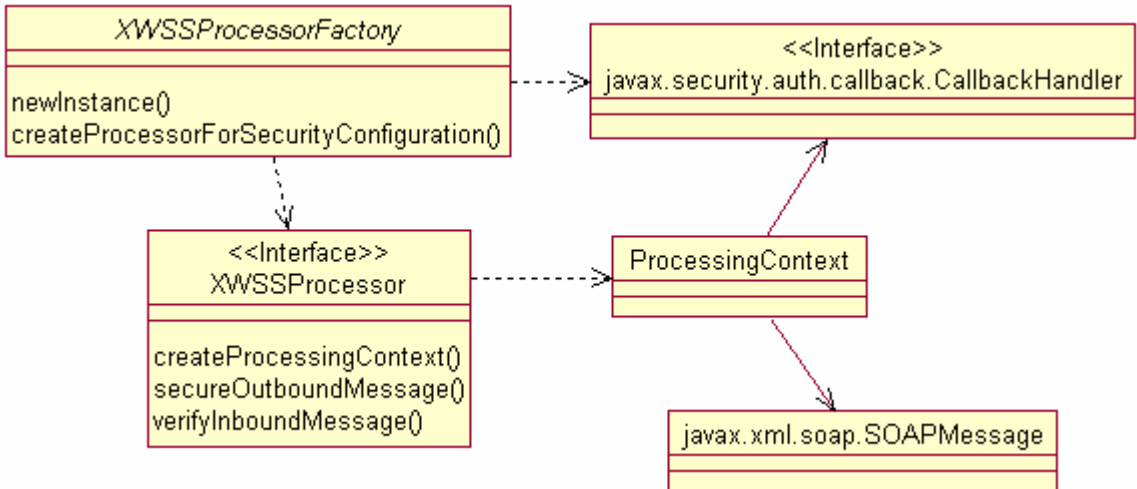 XWSSProcessorFactory
newInstance()
createProcessorForSecurityConfiguration()
<<Interface>>
javax.security.auth.callback.CallbackHandler
<<Interface>>
XWSSProcessor
createProcessingContext()
secureOutboundMessage()
verifyInboundMessage()
ProcessingContext
javax.xml.soap.SOAPMessage